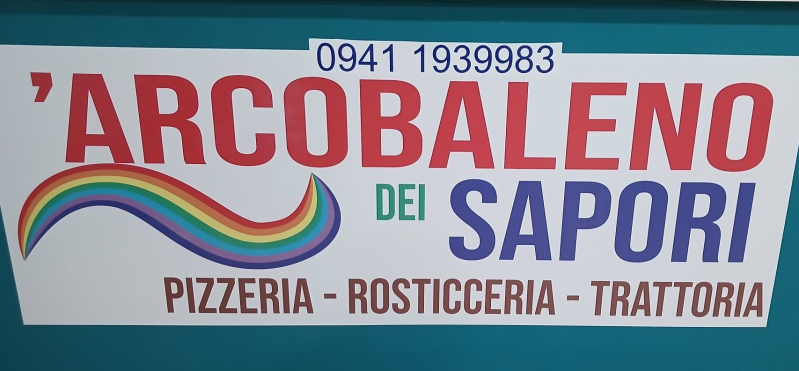 0941 1939983
'ARCOBALENO
DEI SAPORI
PIZZERIA - ROSTICCERIA - TRATTORIA